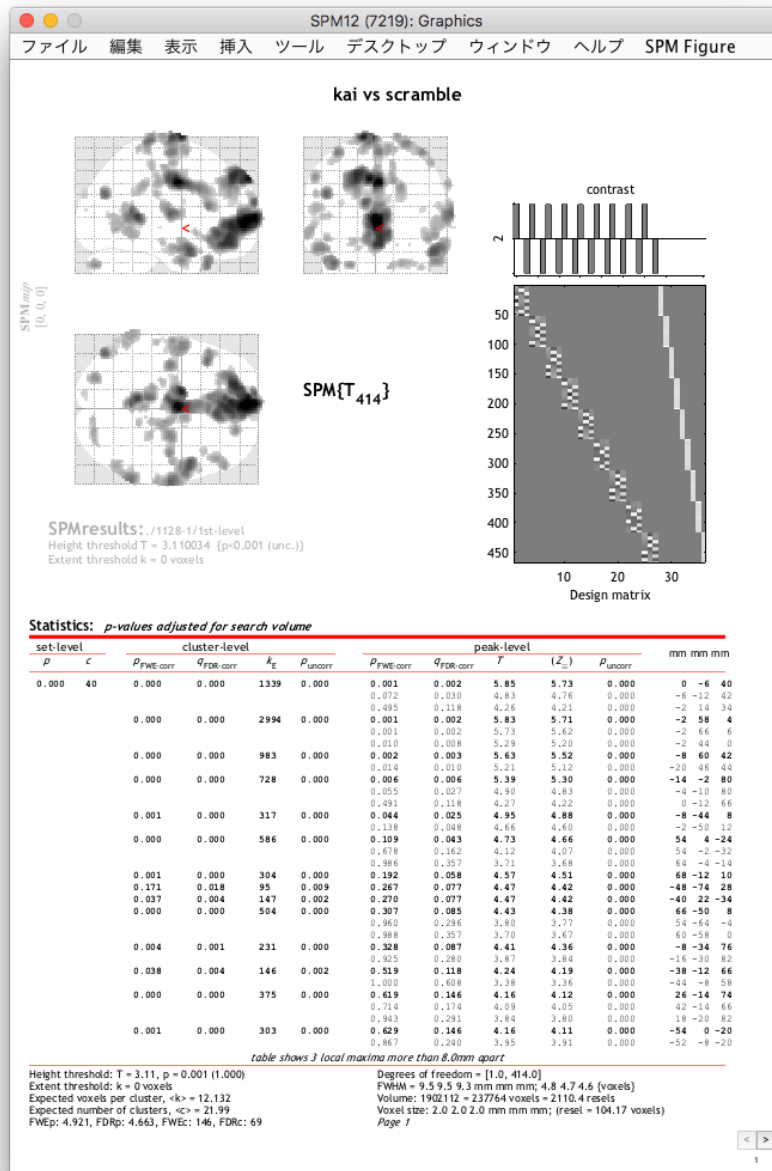 SPM12 (7219): Graphics
ファイル 編集 表示 挿入 ツール デスクトップ ウィンドウ ヘルプ SPM Figure
kai vs scramble
contrast
2
SPMmip
[0, 0, 0]
<
<
<
50
100
150
200
250
300
350
400
450
10 20 30
Design matrix
SPM{T414}
SPMresults: ./1128-1/1st-level
Height threshold T = 3.110034 {p<0.001 (unc.)}
Extent threshold k = 0 voxels
Statistics: p-values adjusted for search volume
set-level cluster-level peak-level mm mm mm
p c pFWE-corr qFDR-corr kE puncorr pFWE-corr qFDR-corr T (Z≡) puncorr
0.000 40 0.000 0.000 1339 0.000 0.001 0.002 5.85 5.73 0.000 0 -6 40
0.072 0.030 4.83 4.76 0.000 -6 -12 42
0.495 0.118 4.26 4.21 0.000 -2 14 34
0.000 0.000 2994 0.000 0.001 0.002 5.83 5.71 0.000 -2 58 4
0.001 0.002 5.73 5.62 0.000 -2 66 6
0.010 0.008 5.29 5.20 0.000 -2 44 0
0.000 0.000 983 0.000 0.002 0.003 5.63 5.52 0.000 -8 60 42
0.014 0.010 5.21 5.12 0.000 -20 46 44
0.000 0.000 728 0.000 0.006 0.006 5.39 5.30 0.000 -14 -2 80
0.055 0.027 4.90 4.83 0.000 -4 -10 80
0.491 0.118 4.27 4.22 0.000 0 -12 66
0.001 0.000 317 0.000 0.044 0.025 4.95 4.88 0.000 -8 -44 8
0.138 0.048 4.66 4.60 0.000 -2 -50 12
0.000 0.000 586 0.000 0.109 0.043 4.73 4.66 0.000 54 4 -24
0.678 0.162 4.12 4.07 0.000 54 -2 -32
0.986 0.357 3.71 3.68 0.000 64 -4 -14
0.001 0.000 304 0.000 0.192 0.058 4.57 4.51 0.000 68 -12 10
0.171 0.018 95 0.009 0.267 0.077 4.47 4.42 0.000 -48 -74 28
0.037 0.004 147 0.002 0.270 0.077 4.47 4.42 0.000 -40 22 -34
0.000 0.000 504 0.000 0.307 0.085 4.43 4.38 0.000 66 -50 8
0.960 0.296 3.80 3.77 0.000 54 -64 -4
0.988 0.357 3.70 3.67 0.000 60 -58 0
0.004 0.001 231 0.000 0.328 0.087 4.41 4.36 0.000 -8 -34 76
0.925 0.280 3.87 3.84 0.000 -16 -30 82
0.038 0.004 146 0.002 0.519 0.118 4.24 4.19 0.000 -38 -12 66
1.000 0.608 3.38 3.36 0.000 -44 -8 58
0.000 0.000 375 0.000 0.619 0.146 4.16 4.12 0.000 26 -14 74
0.714 0.174 4.09 4.05 0.000 42 -14 66
0.943 0.291 3.84 3.80 0.000 18 -20 82
0.001 0.000 303 0.000 0.629 0.146 4.16 4.11 0.000 -54 0 -20
0.867 0.240 3.95 3.91 0.000 -52 -8 -20
table shows 3 local maxima more than 8.0mm apart
Height threshold: T = 3.11, p = 0.001 (1.000)
Extent threshold: k = 0 voxels
Expected voxels per cluster, <k> = 12.132
Expected number of clusters, <c> = 21.99
FWEp: 4.921, FDRp: 4.663, FWEc: 146, FDRc: 69
Degrees of freedom = [1.0, 414.0]
FWHM = 9.5 9.5 9.3 mm mm mm; 4.8 4.7 4.6 {voxels}
Volume: 1902112 = 237764 voxels = 2110.4 resels
Voxel size: 2.0 2.0 2.0 mm mm mm; (resel = 104.17 voxels)
Page 1
< >
1